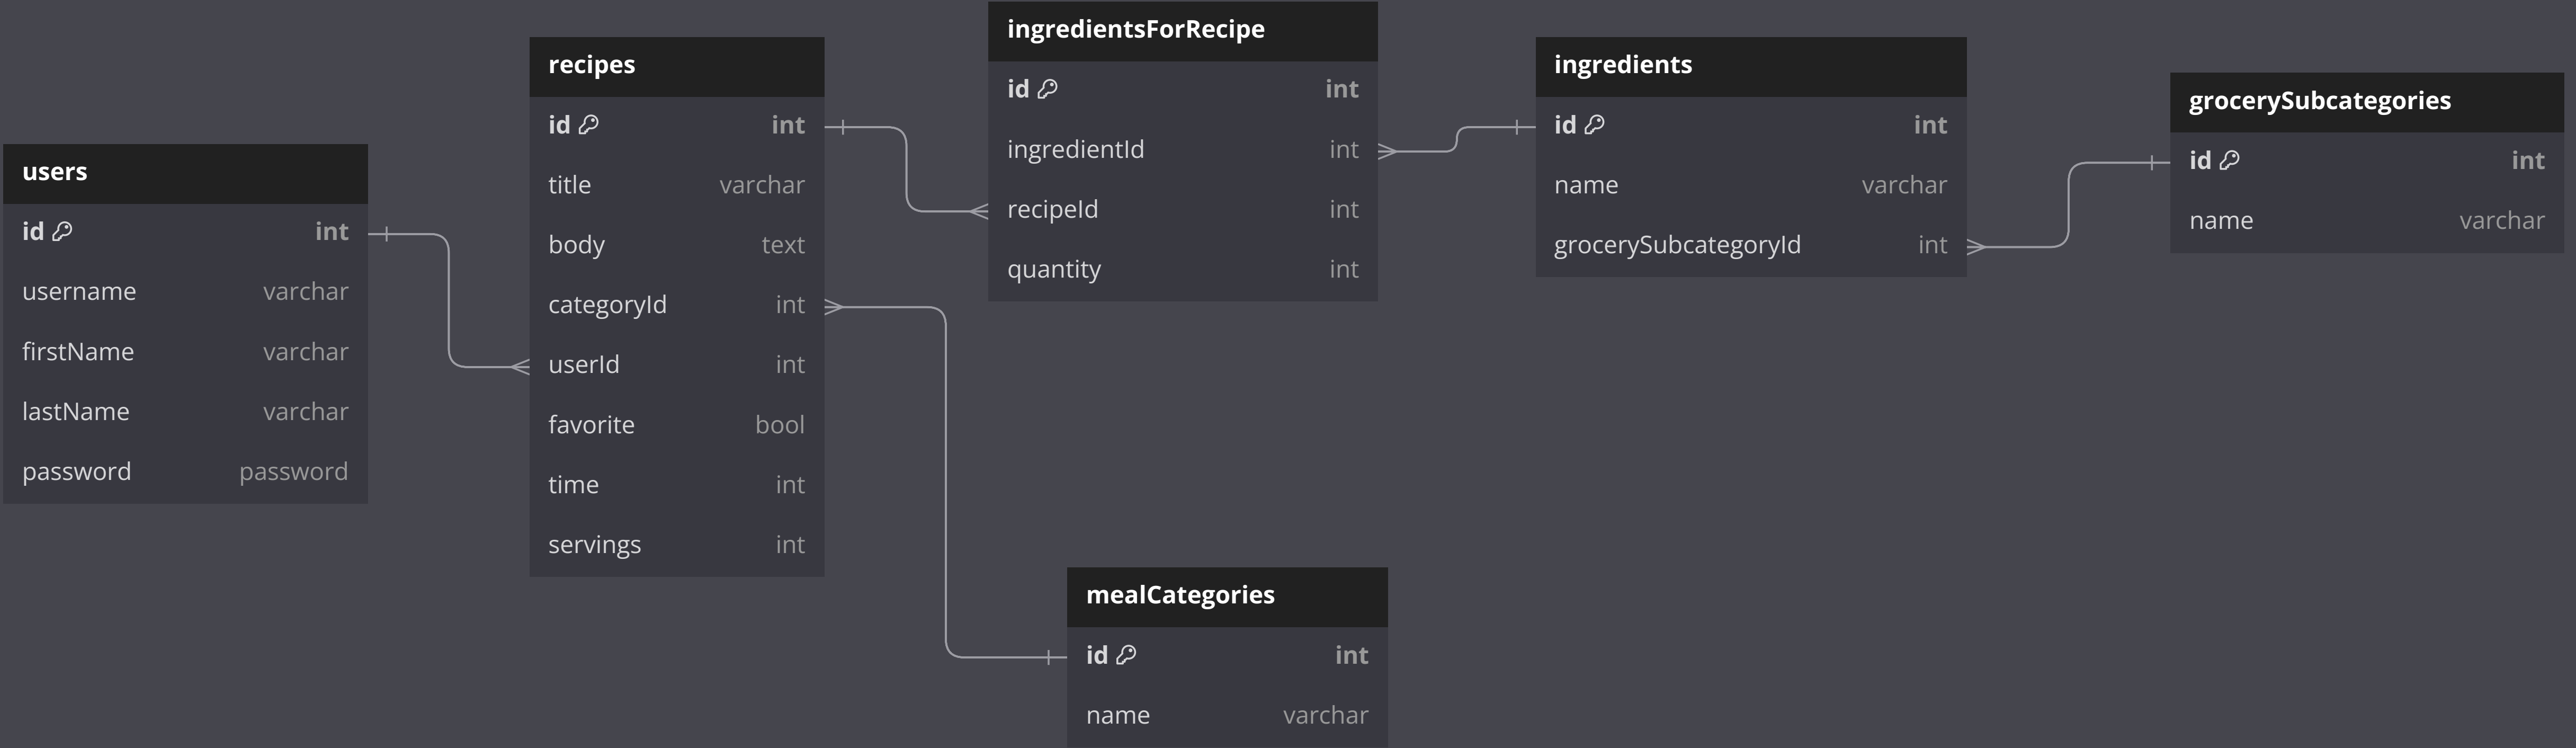 users
id int
username varchar
firstName varchar
lastName varchar
password password
recipes
id int
title varchar
body text
categoryId int
userId int
favorite bool
time int
servings int
ingredientsForRecipe
id int
ingredientId int
recipeId int
quantity int
ingredients
id int
name varchar
grocerySubcategoryId int
grocerySubcategories
id int
name varchar
mealCategories
id int
name varchar